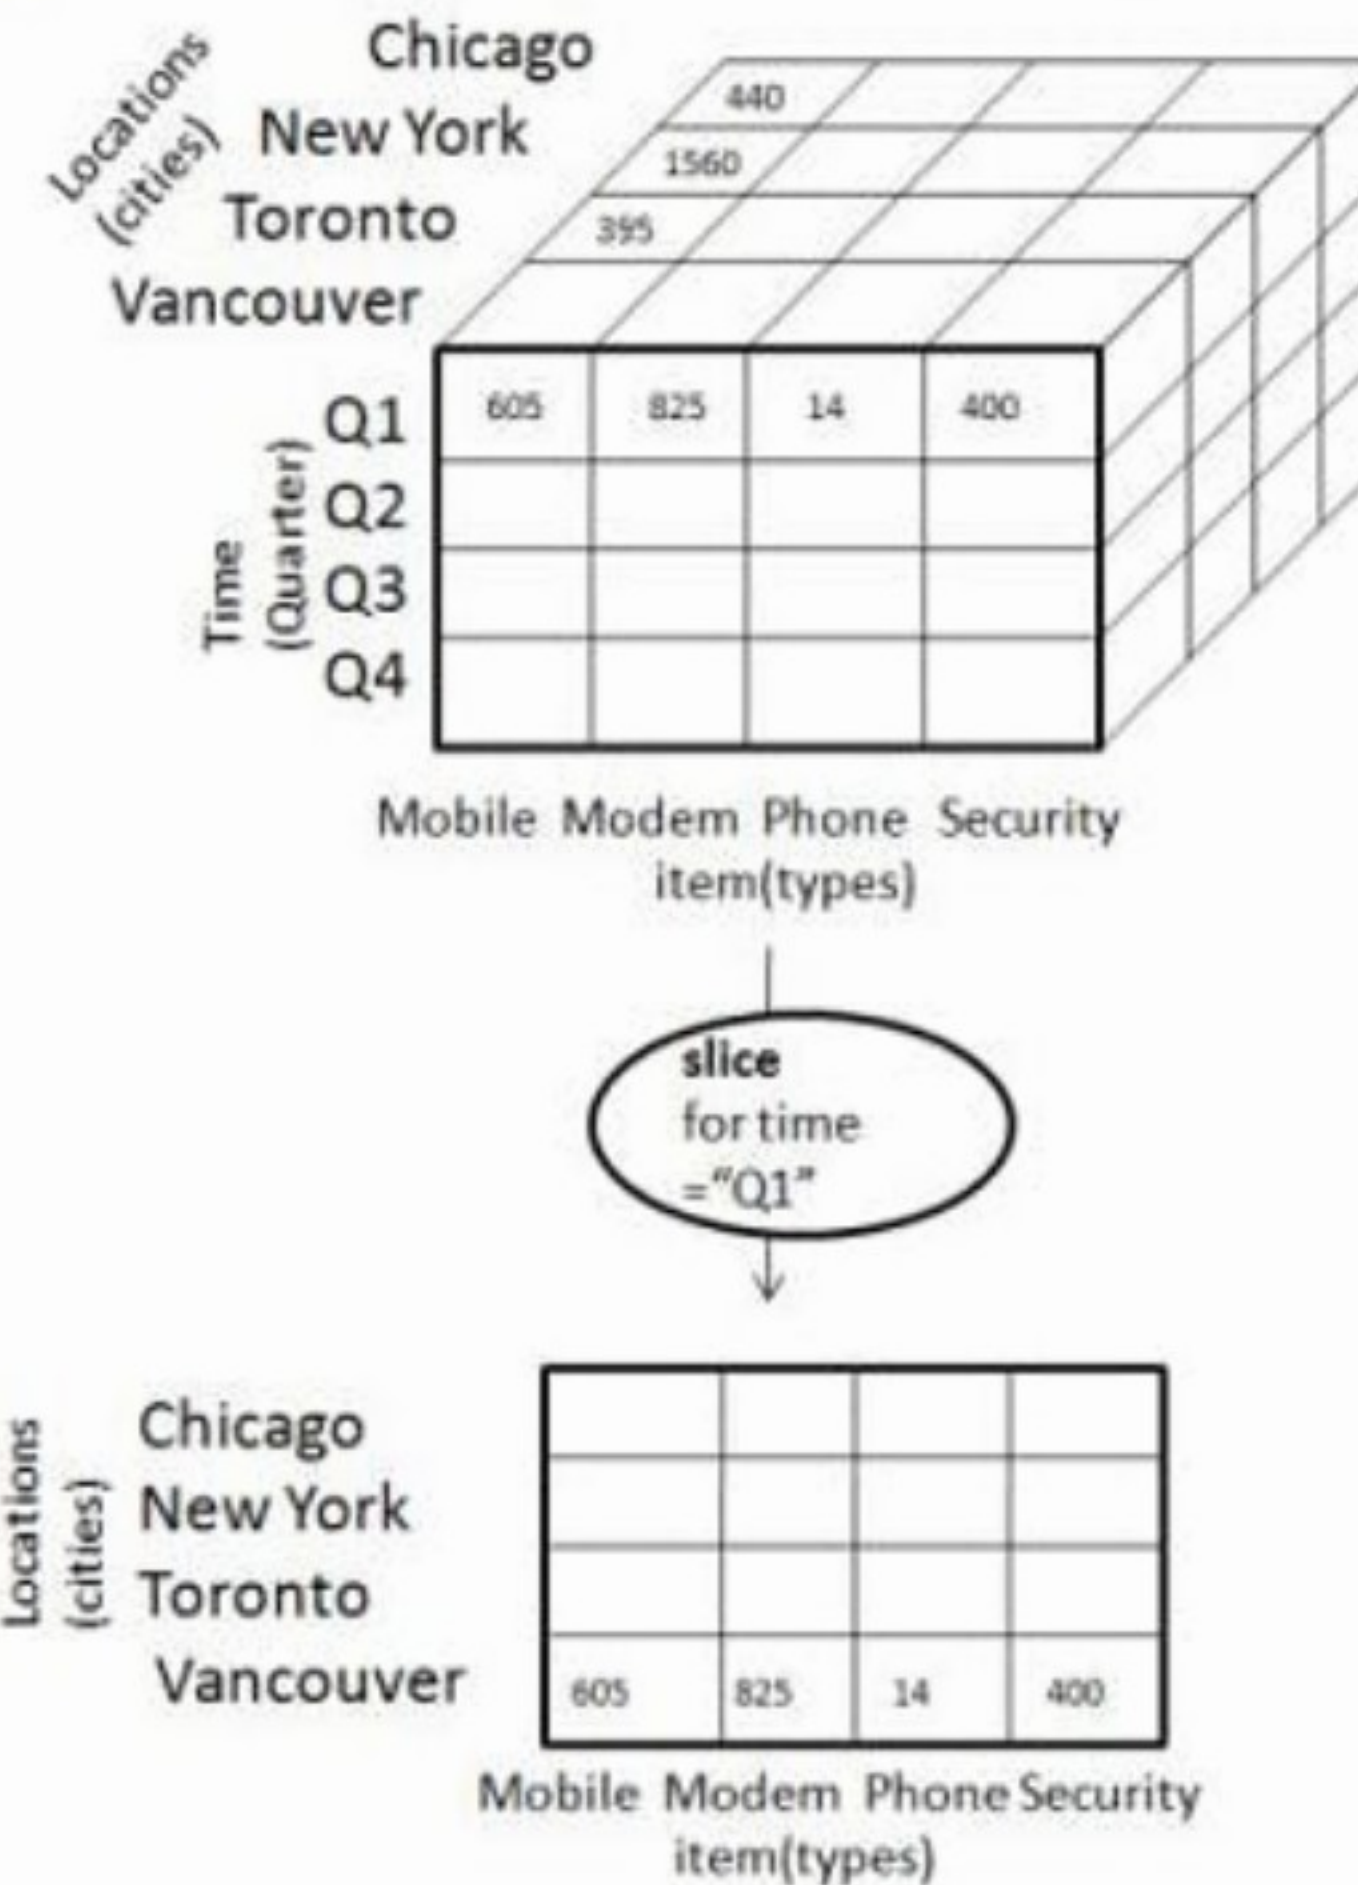 Locations
(cities)
Chicago
New York
Toronto
Vancouver
440
1560
395
Time
(Quarter)
Q1 605 825 14 400
Q2
Q3
Q4
Mobile Modem Phone Security
item(types)
slice
for time
="Q1"
Locations
(cities)
Chicago
New York
Toronto
Vancouver 605 825 14 400
Mobile Modem Phone Security
item(types)